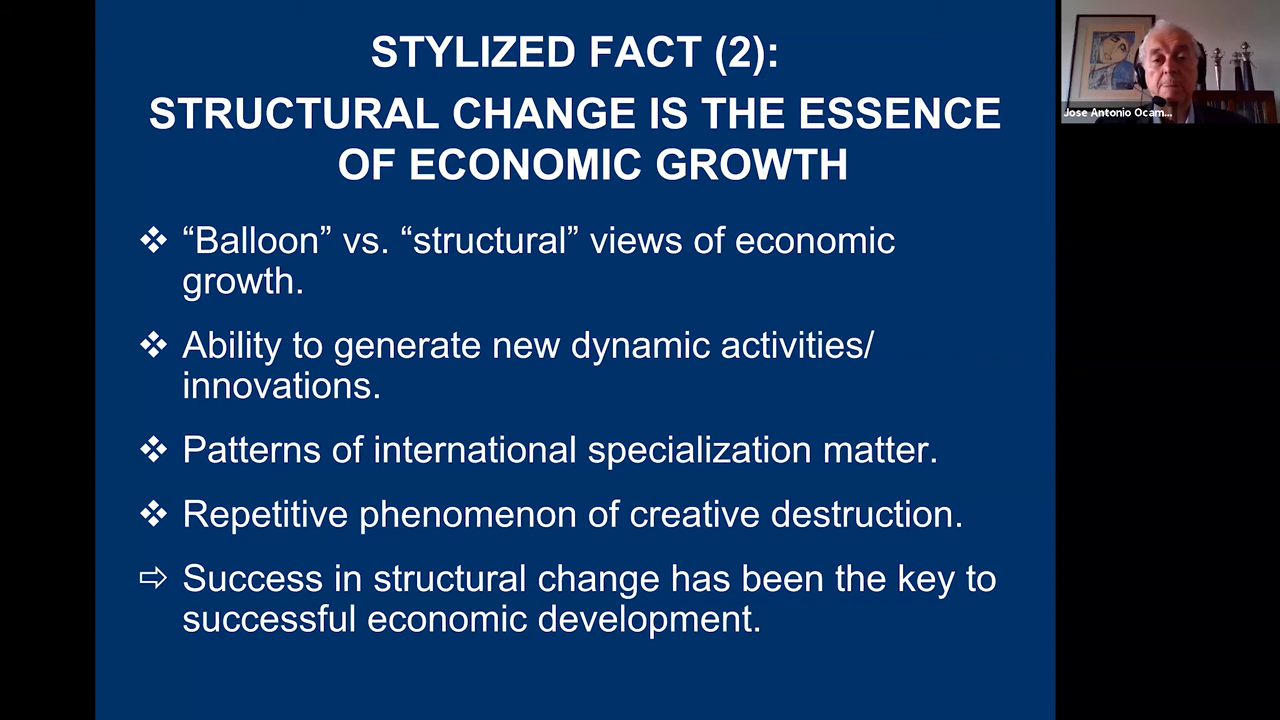 STYLIZED FACT (2):
STRUCTURAL CHANGE IS THE ESSENCE
OF ECONOMIC GROWTH
❖ “Balloon” vs. “structural” views of economic
growth.
❖ Ability to generate new dynamic activities/
innovations.
❖ Patterns of international specialization matter.
❖ Repetitive phenomenon of creative destruction.
⇨ Success in structural change has been the key to
successful economic development.
Jose Antonio Ocam...